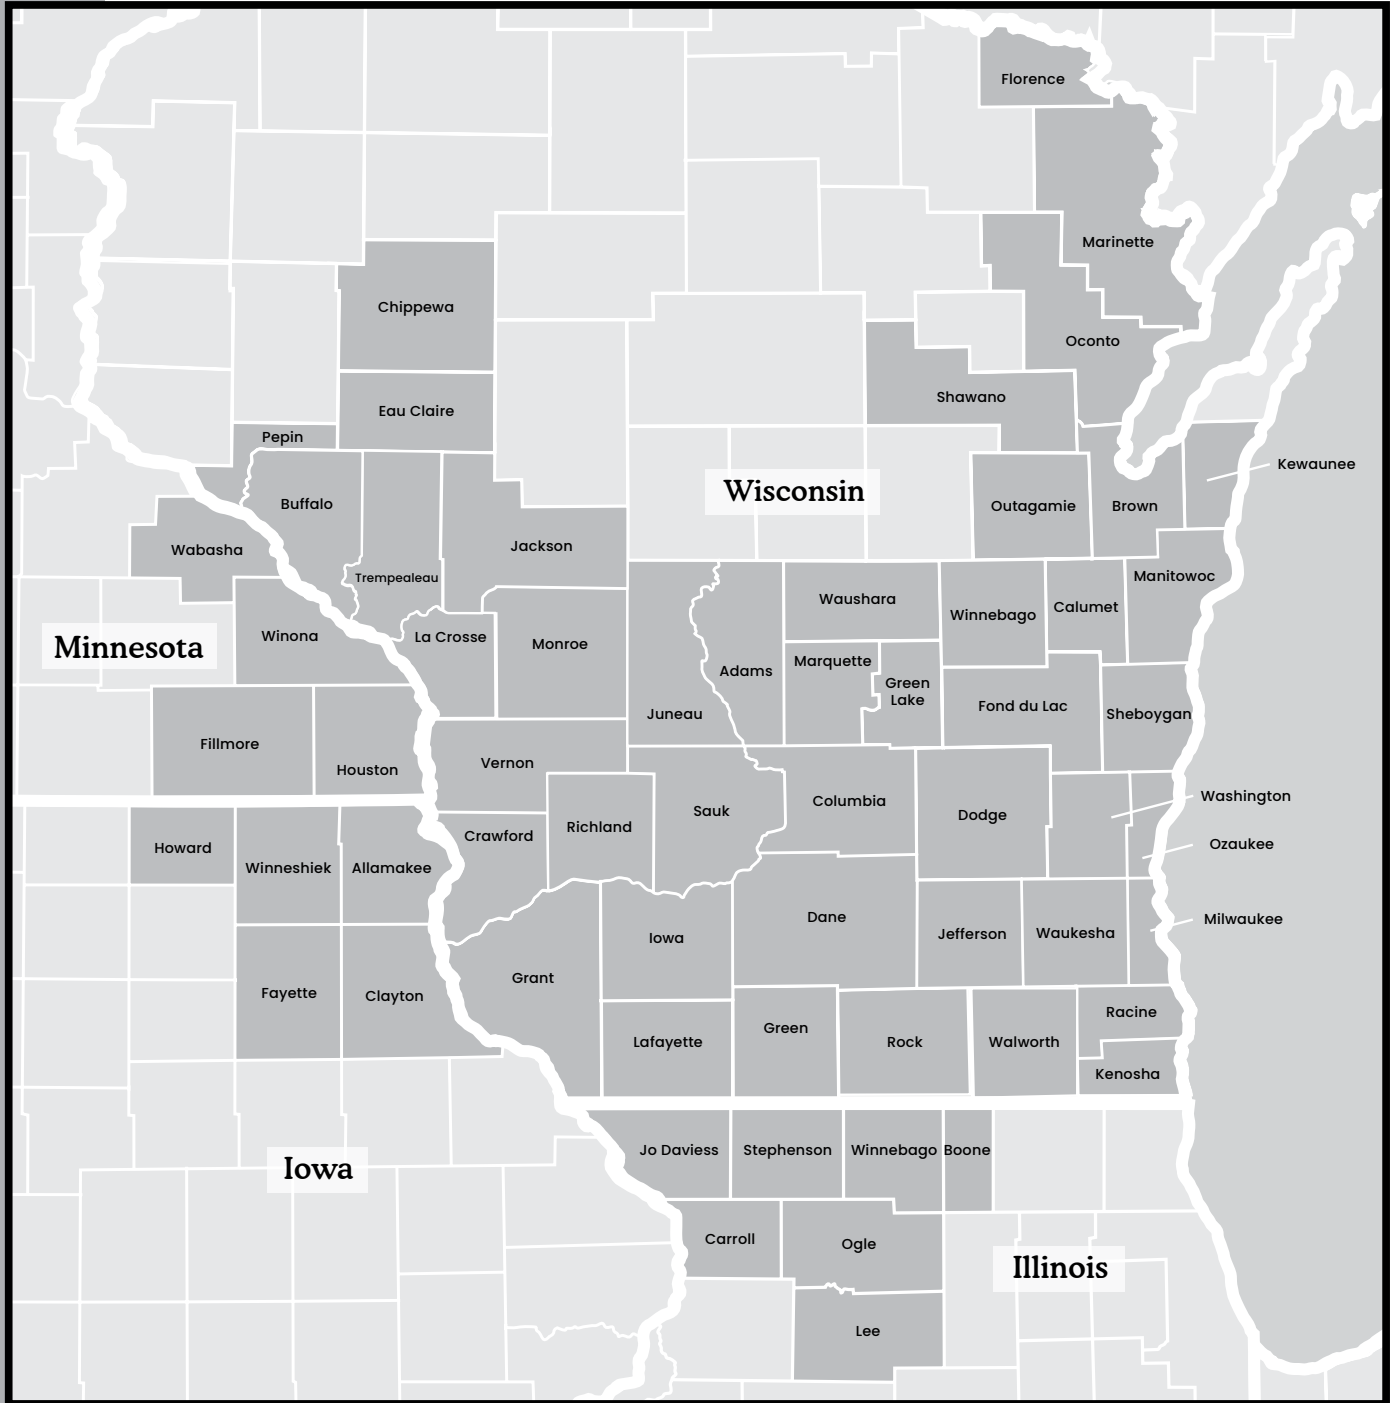 Florence
Marinette
Chippewa
Oconto
Shawano
Eau Claire
Pepin
Kewaunee
Wisconsin
Buffalo
Outagamie
Brown
Jackson
Wabasha
Trempealeau
Manitowoc
Waushara
Calumet
Winnebago
Minnesota
Winona
La Crosse
Monroe
Marquette
Adams
Green
Lake
Fond du Lac
Juneau
Sheboygan
Fillmore
Houston
Vernon
Washington
Columbia
Sauk
Dodge
Richland
Crawford
Ozaukee
Howard
Winneshiek
Allamakee
Dane
Milwaukee
Jefferson
Waukesha
Iowa
Grant
Fayette
Clayton
Racine
Green
Lafayette
Rock
Walworth
Kenosha
Jo Daviess
Stephenson
Winnebago
Boone
Iowa
Carroll
Ogle
Illinois
Lee